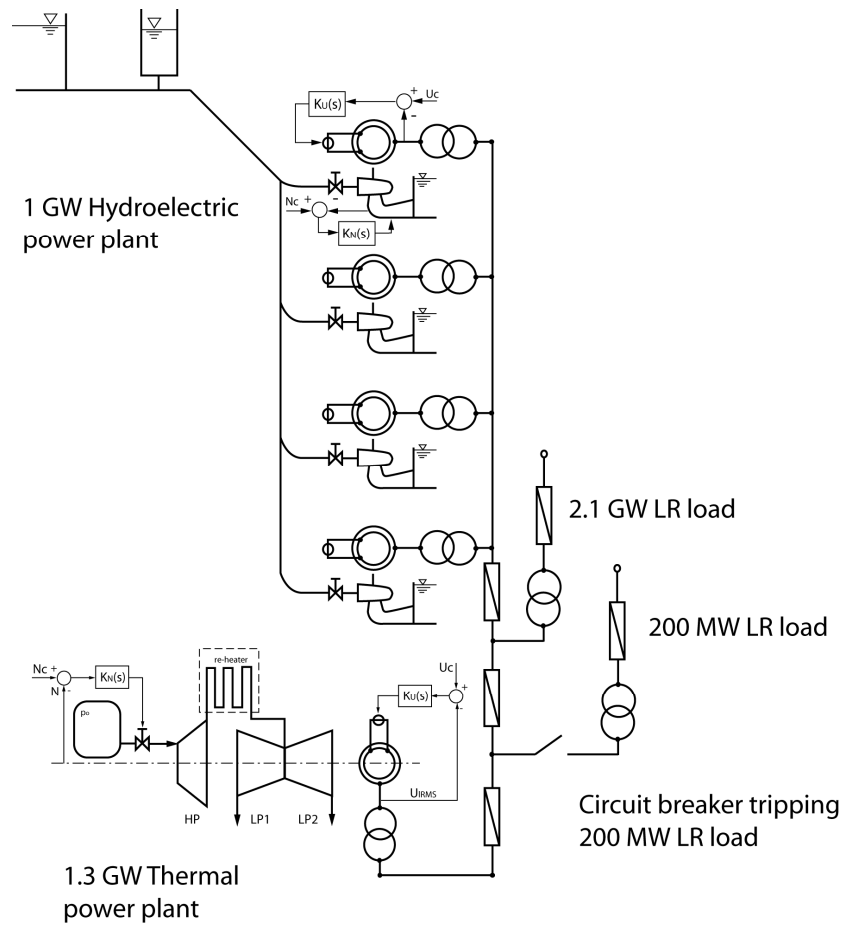 Uc
+
-
KU(s)
1 GW Hydroelectric
power plant
Nc
+
-
KN(s)
2.1 GW LR load
200 MW LR load
re-heater
Nc +
N -
KN(s)
p₀
HP
LP1
LP2
Uc
+
-
KU(s)
UIRMS
Circuit breaker tripping
200 MW LR load
1.3 GW Thermal
power plant